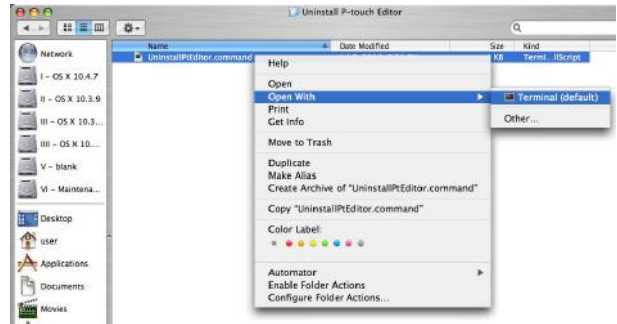 Uninstall P-touch Editor
Name
Date Modified
Size
Kind
UninstallPtEditor.command
KB
Termi...llScript
Network
I - OS X 10.4.7
II - OS X 10.3.9
III - OS X 10.3...
IIII - OS X 10....
V - blank
VI - Maintena...
Desktop
user
Applications
Documents
Movies
Help
Open
Open With
Print
Get Info
Move to Trash
Duplicate
Make Alias
Create Archive of "UninstallPtEditor.command"
Copy "UninstallPtEditor.command"
Color Label:
Automator
Enable Folder Actions
Configure Folder Actions...
Terminal (default)
Other...